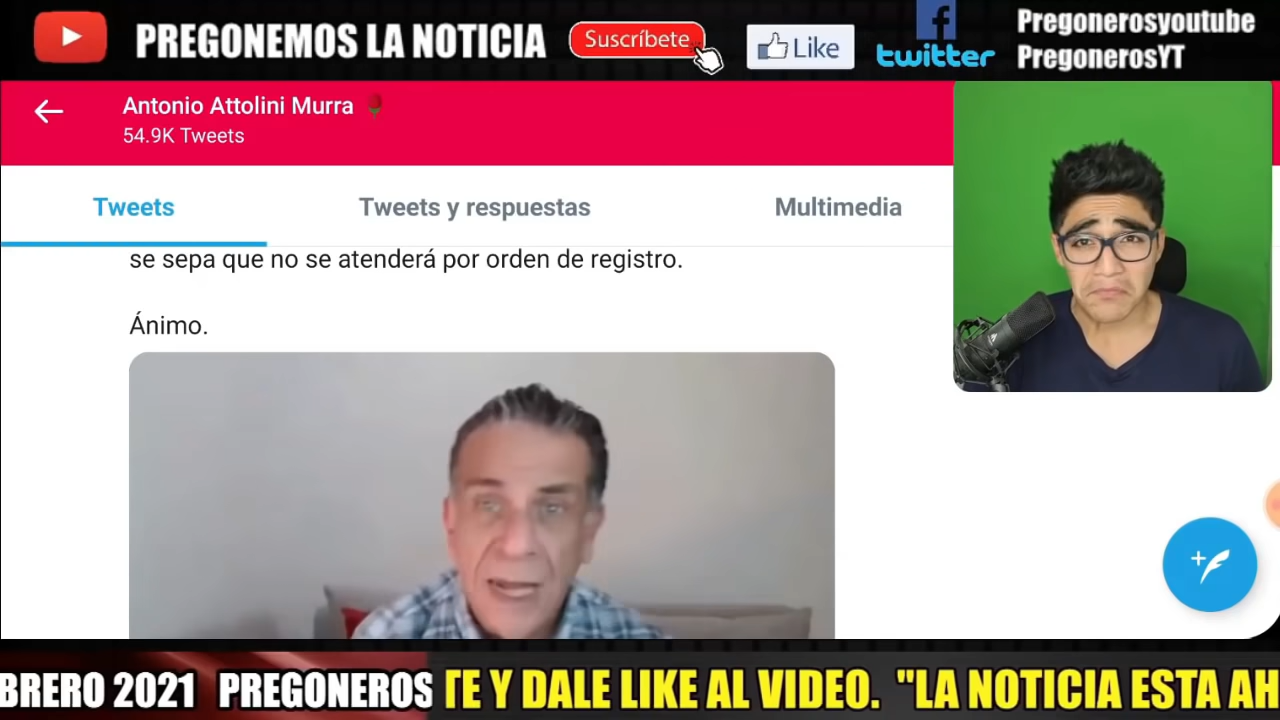 PREGONEMOS LA NOTICIA
Suscríbete
Like
twitter
Pregonerosyoutube
PregonerosYT
Antonio Attolini Murra
54.9K Tweets
Tweets
Tweets y respuestas
Multimedia
se sepa que no se atenderá por orden de registro.
Ánimo.
BRERO 2021 PREGONEROS TE Y DALE LIKE AL VIDEO. "LA NOTICIA ESTA AH